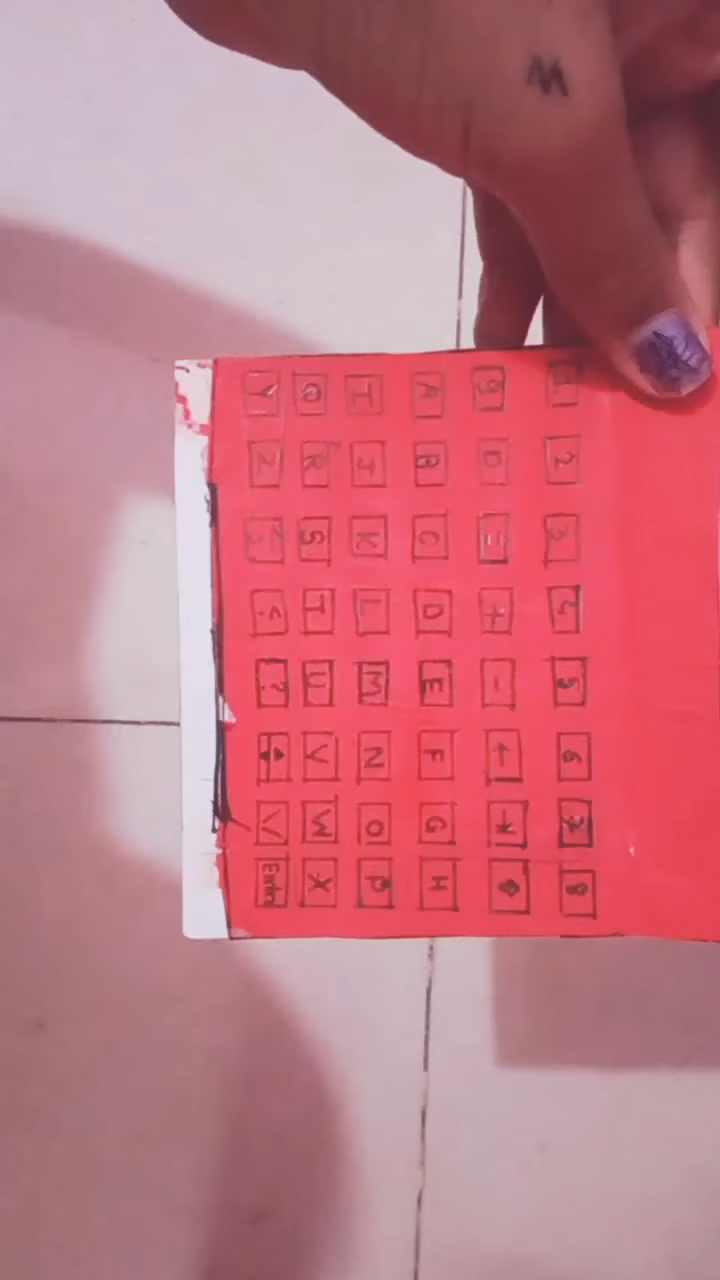 1 2 3 4 5 6 7 8
9 0 = + - ← * ⇧
A B C D E F G H
I J K L M N O P
Q R S T U V W X
Y Z ? V Enter
M